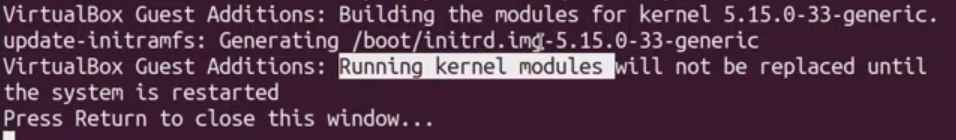 VirtualBox Guest Additions: Building the modules for kernel 5.15.0-33-generic.
update-initramfs: Generating /boot/initrd.img-5.15.0-33-generic
VirtualBox Guest Additions: Running kernel modules will not be replaced until
the system is restarted
Press Return to close this window...